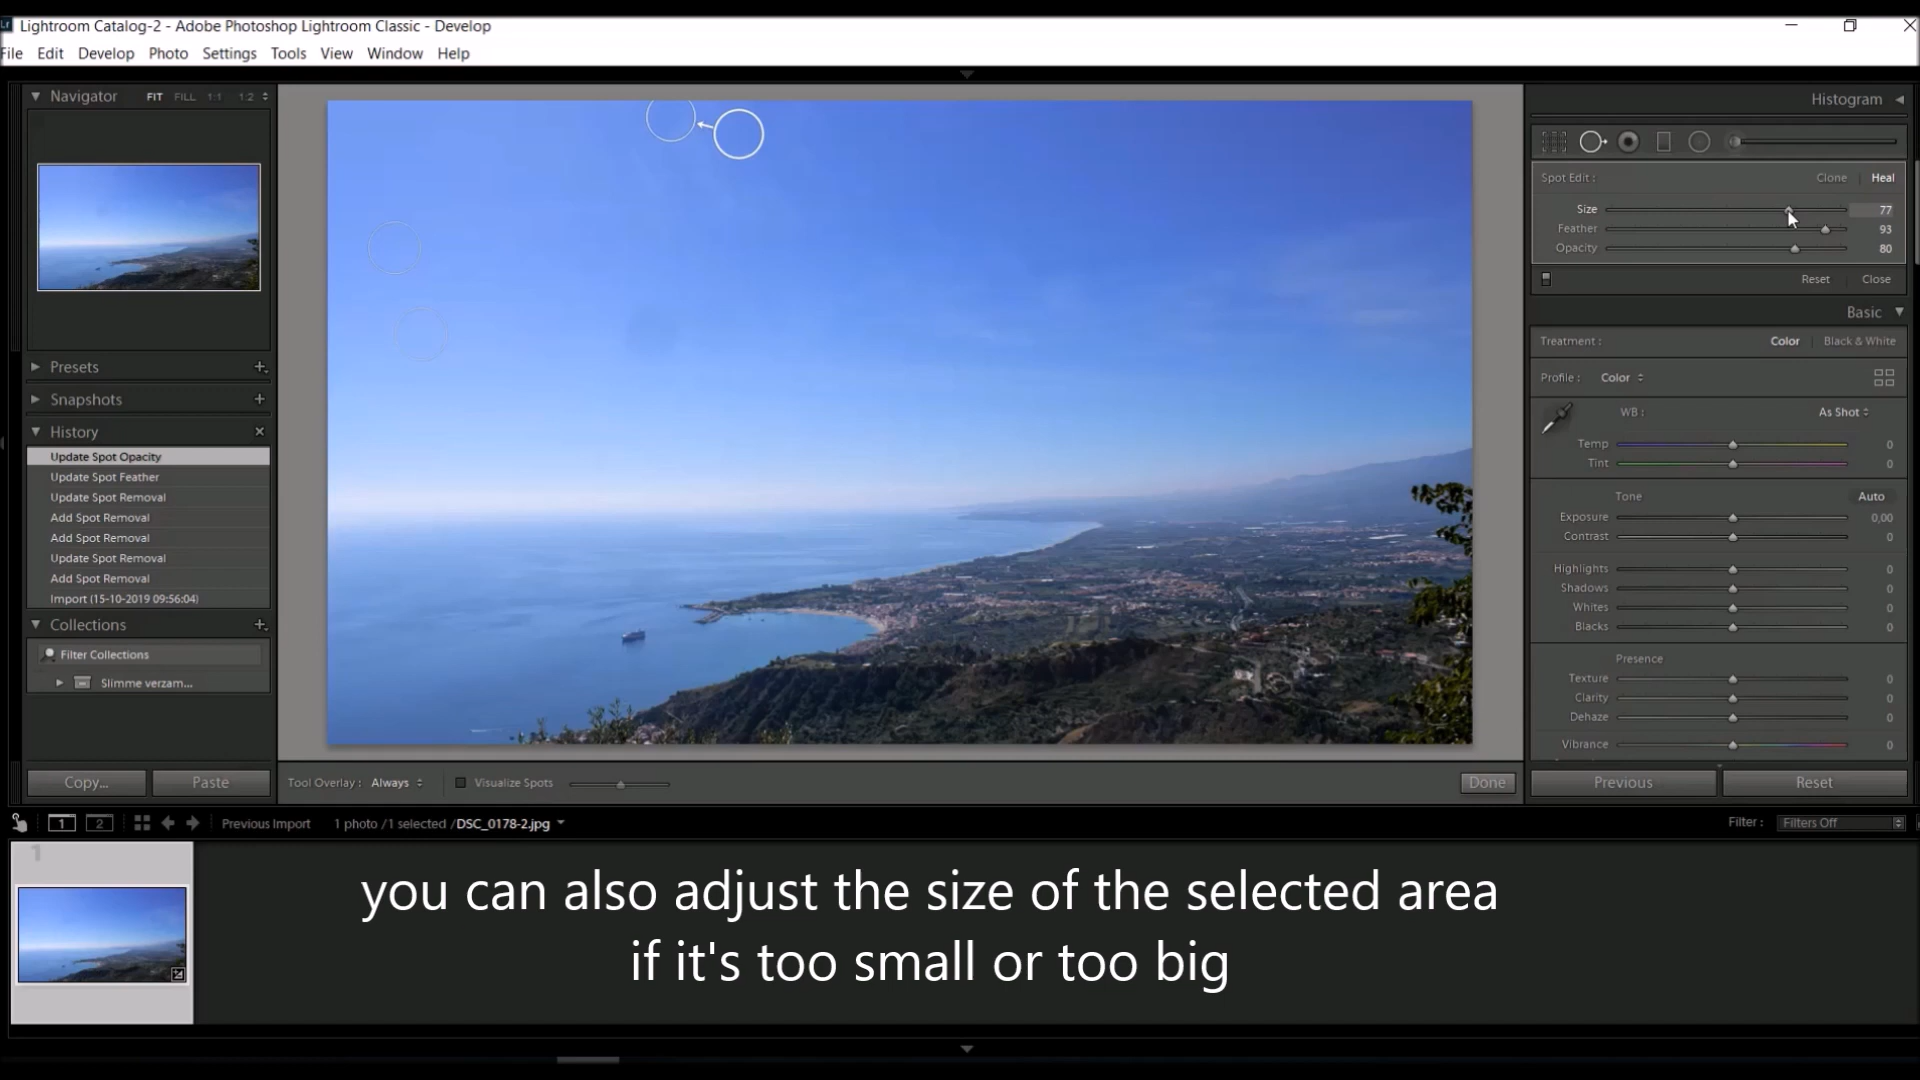 Lr Lightroom Catalog-2 - Adobe Photoshop Lightroom Classic - Develop
File Edit Develop Photo Settings Tools View Window Help
Navigator FIT FILL 1:1 1:2
Presets
Snapshots
History
Update Spot Opacity
Update Spot Feather
Update Spot Removal
Add Spot Removal
Add Spot Removal
Update Spot Removal
Add Spot Removal
Import (15-10-2019 09:56:04)
Collections
Filter Collections
Slimme verzam...
Copy... Paste
Tool Overlay : Always Visualize Spots Done
Histogram
Spot Edit : Clone Heal
Size 77
Feather 93
Opacity 80
Reset Close
Basic
Treatment : Color Black & White
Profile : Color
WB : As Shot
Temp 0
Tint 0
Tone Auto
Exposure 0,00
Contrast 0
Highlights 0
Shadows 0
Whites 0
Blacks 0
Presence
Texture 0
Clarity 0
Dehaze 0
Vibrance 0
Previous Reset
1 2 Previous Import 1 photo /1 selected /DSC_0178-2.jpg Filter : Filters Off
1
you can also adjust the size of the selected area
if it's too small or too big